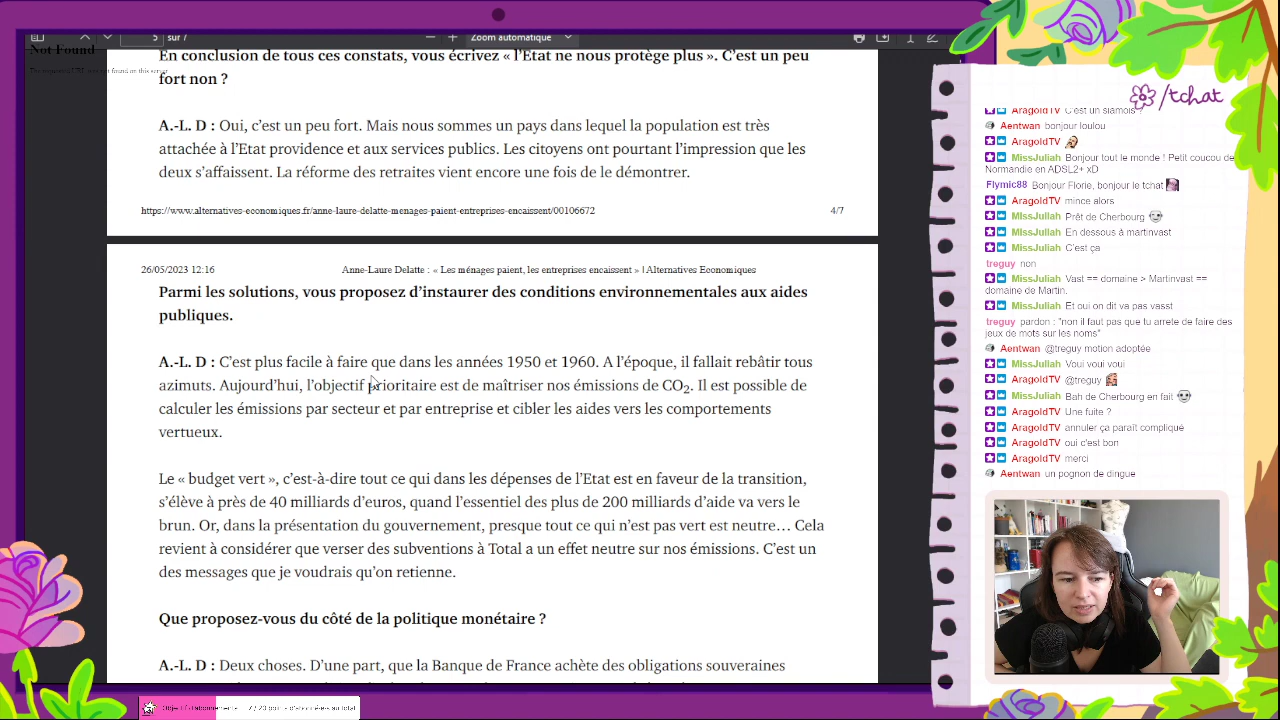 5 sur 7
Zoom automatique
Not Found
En conclusion de tous ces constats, vous écrivez « l’Etat ne nous protège plus ». C’est un peu
fort non ?
A.-L. D : Oui, c’est un peu fort. Mais nous sommes un pays dans lequel la population est très
attachée à l’Etat providence et aux services publics. Les citoyens ont pourtant l’impression que les
deux s’affaissent. La réforme des retraites vient encore une fois de le démontrer.
https://www.alternatives-economiques.fr/anne-laure-delatte-menages-paient-entreprises-encaissent/00106672
4/7
26/05/2023 12:16
Anne-Laure Delatte : « Les ménages paient, les entreprises encaissent » | Alternatives Economiques
Parmi les solutions, vous proposez d’instaurer des conditions environnementales aux aides
publiques.
A.-L. D : C’est plus facile à faire que dans les années 1950 et 1960. A l’époque, il fallait rebâtir tous
azimuts. Aujourd’hui, l’objectif prioritaire est de maîtriser nos émissions de CO2. Il est possible de
calculer les émissions par secteur et par entreprise et cibler les aides vers les comportements
vertueux.
Le « budget vert », c’est-à-dire tout ce qui dans les dépenses de l’Etat est en faveur de la transition,
s’élève à près de 40 milliards d’euros, quand l’essentiel des plus de 200 milliards d’aide va vers le
brun. Or, dans la présentation du gouvernement, presque tout ce qui n’est pas vert est neutre… Cela
revient à considérer que verser des subventions à Total a un effet neutre sur nos émissions. C’est un
des messages que je voudrais qu’on retienne.
Que proposez-vous du côté de la politique monétaire ?
A.-L. D : Deux choses. D’une part, que la Banque de France achète des obligations souveraines
/tchat
AragoldTV C'est un siamois ?
Aentwan bonjour loulou
AragoldTV
MissJuliah Bonjour tout le monde ! Petit coucou de
Normandie en ADSL2+ xD
Flymic88 Bonjour Florie, bonjour le tchat
AragoldTV mince alors
MissJuliah Prêt de Cherbourg
MissJuliah En dessous à martinvast
MissJuliah C'est ça
treguy non
MissJuliah Vast == domaine > Martinvast ==
domaine de Martin.
MissJuliah Et oui on dit va pas vasst
treguy pardon : "non il faut pas que tu arrete de faire des
jeux de mots sur les noms"
Aentwan @treguy motion adoptée
MissJuliah Voui voui voui
AragoldTV @treguy
MissJuliah Bah de Cherbourg en fait
AragoldTV Une fuite ?
AragoldTV annuler ça paraît compliqué
AragoldTV oui c'est bon
AragoldTV merci
Aentwan un pognon de dingue